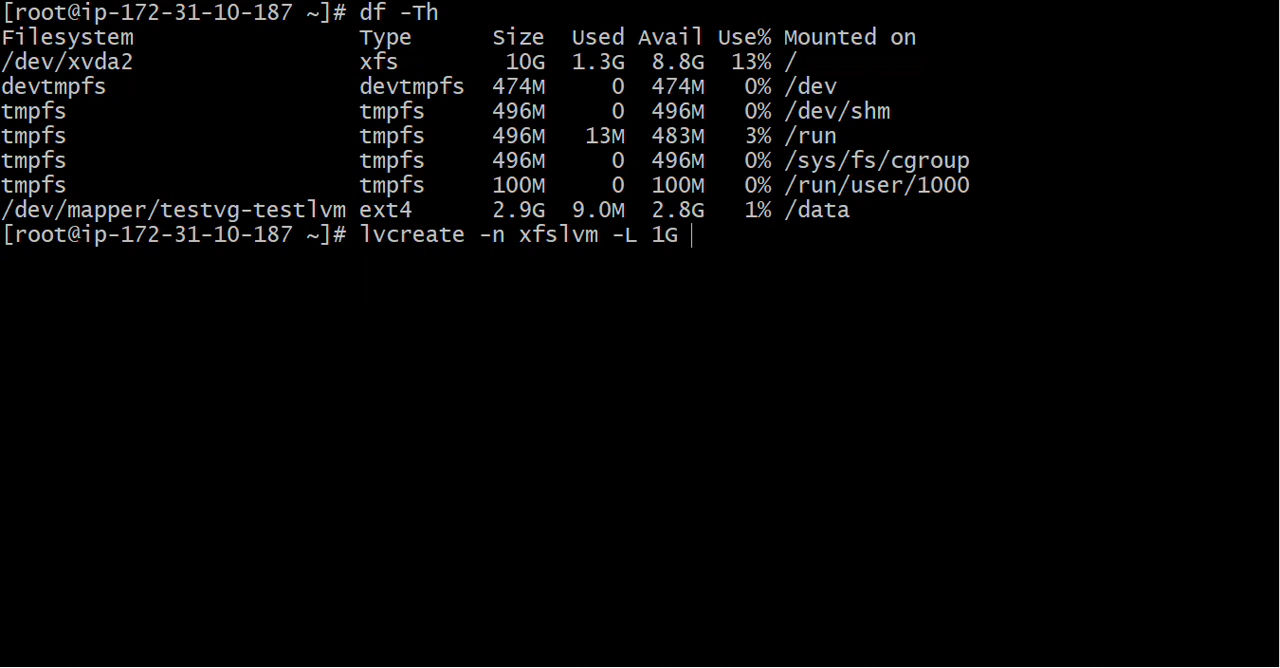 [root@ip-172-31-10-187 ~]# df -Th
Filesystem                 Type      Size  Used Avail Use% Mounted on
/dev/xvda2                 xfs        10G  1.3G  8.8G  13% /
devtmpfs                   devtmpfs  474M     0  474M   0% /dev
tmpfs                      tmpfs     496M     0  496M   0% /dev/shm
tmpfs                      tmpfs     496M   13M  483M   3% /run
tmpfs                      tmpfs     496M     0  496M   0% /sys/fs/cgroup
tmpfs                      tmpfs     100M     0  100M   0% /run/user/1000
/dev/mapper/testvg-testlvm ext4      2.9G  9.0M  2.8G   1% /data
[root@ip-172-31-10-187 ~]# lvcreate -n xfslvm -L 1G